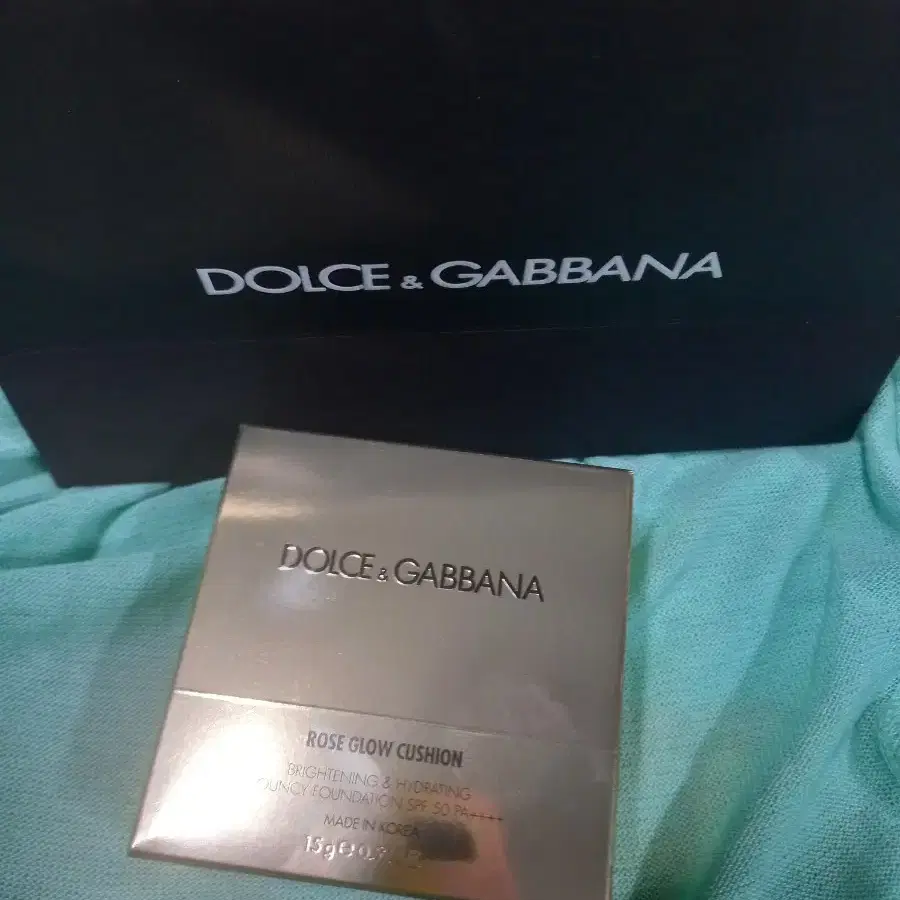 DOLCE & GABBANA
DOLCE & GABBANA
ROSE GLOW CUSHION
BRIGHTENING & HYDRATING
FOUNDATION SPF 50 PA++++
MADE IN KOREA
15g e